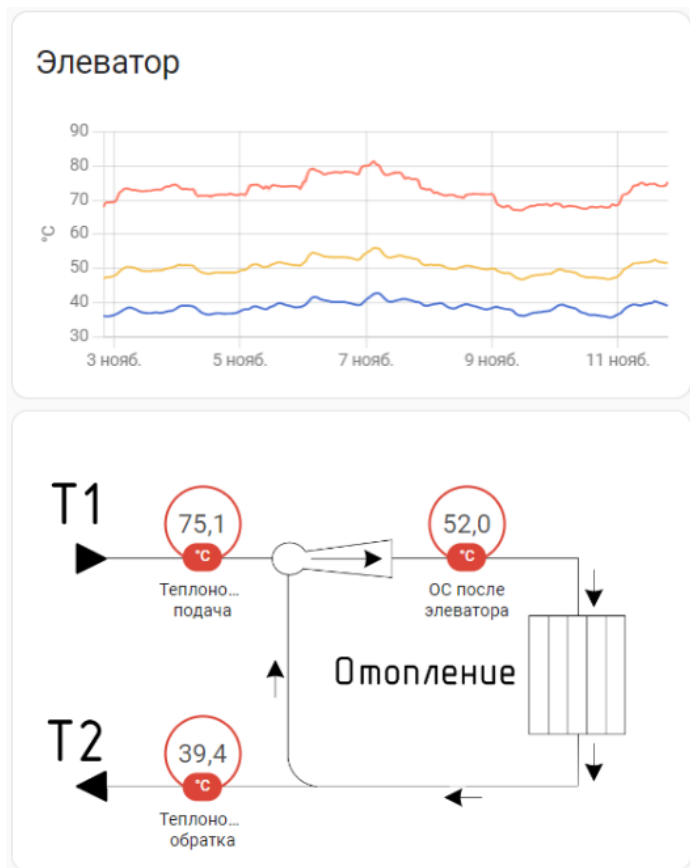 Элеватор
90
80
70
60
50
40
30
°C
3 нояб.
5 нояб.
7 нояб.
9 нояб.
11 нояб.
T1
75,1
°C
52,0
°C
Теплоно...
подача
ОС после
элеватора
Отопление
T2
39,4
°C
Теплоно...
обратка